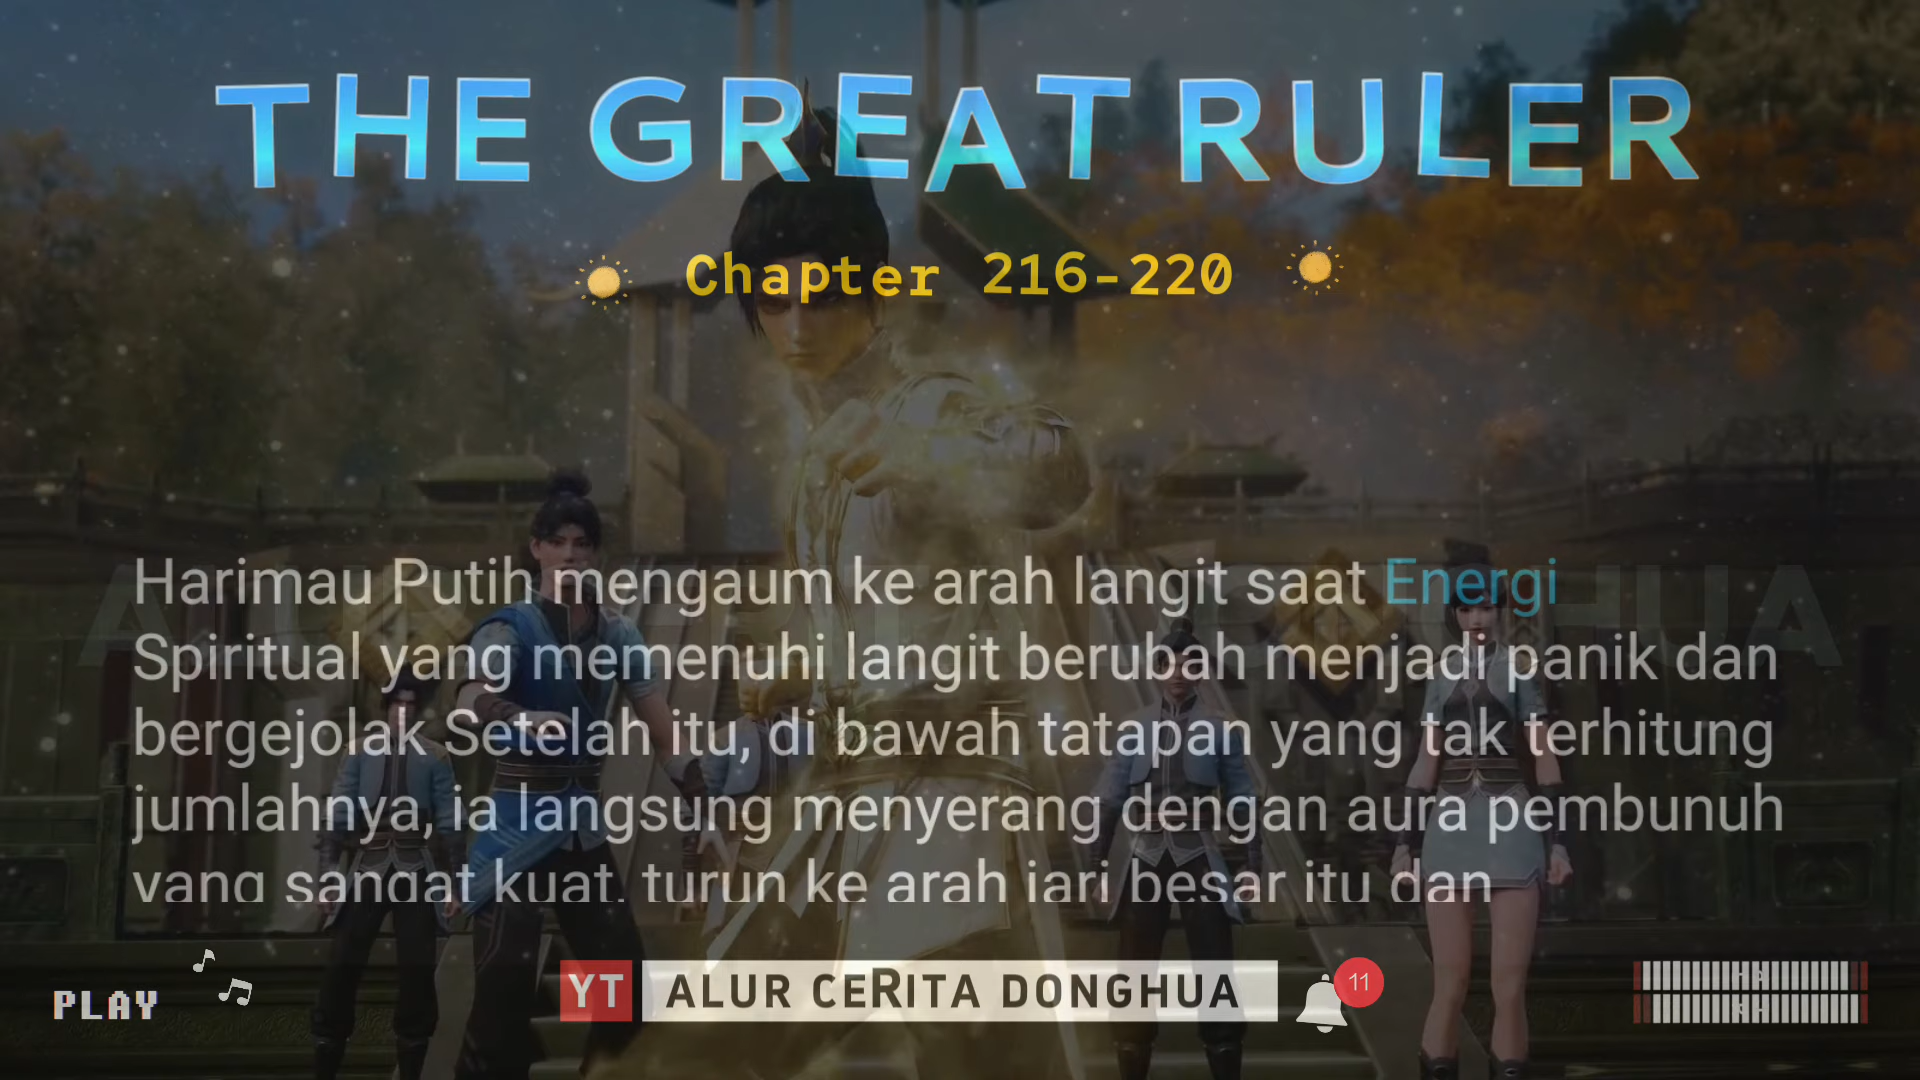 THE GREAT RULER
Chapter 216-220
Harimau Putih mengaum ke arah langit saat Energi
Spiritual yang memenuhi langit berubah menjadi panik dan
bergejolak Setelah itu, di bawah tatapan yang tak terhitung
jumlahnya, ia langsung menyerang dengan aura pembunuh
yang sangat kuat, turun ke arah jari besar itu dan
PLAY
YT ALUR CERITA DONGHUA
11